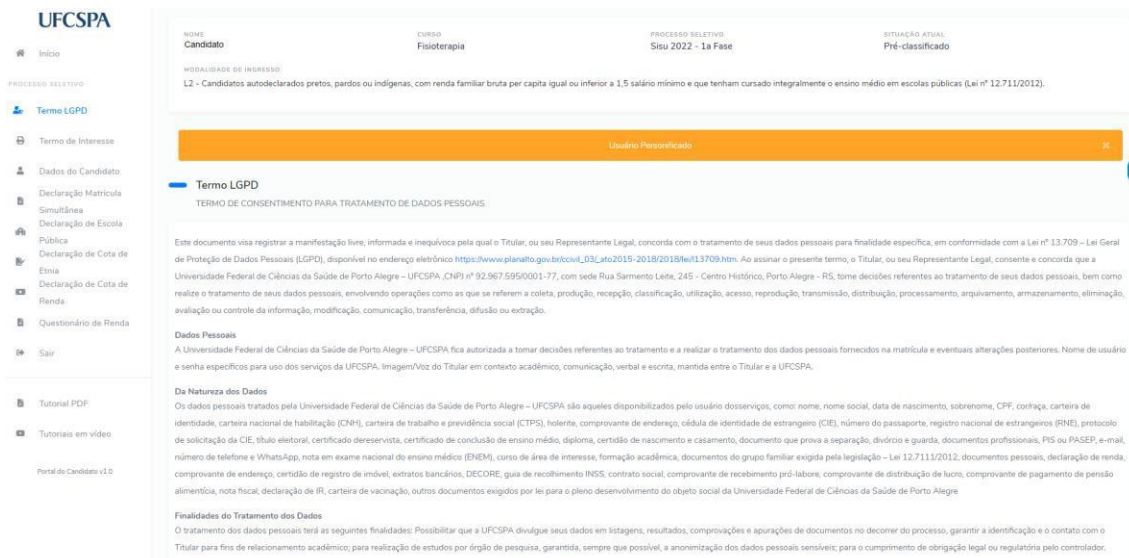 UFCSPA
Início
PROCESSO SELETIVO
Termo LGPD
Termo de Interesse
Dados do Candidato
Declaração Matricula
Simultânea
Declaração de Escola
Pública
Declaração de Cota de
Etnia
Declaração de Cota de
Renda
Questionário de Renda
Sair
Tutorial PDF
Tutoriais em vídeo
Portal do Candidato v1.0
NOME
Candidato
CURSO
Fisioterapia
PROCESSO SELETIVO
Sisu 2022 - 1a Fase
SITUAÇÃO ATUAL
Pré-classificado
MODALIDADE DE INGRESSO
L2 - Candidatos autodeclarados pretos, pardos ou indígenas, com renda familiar bruta per capita igual ou inferior a 1,5 salário mínimo e que tenham cursado integralmente o ensino médio em escolas públicas (Lei nº 12.711/2012).
Usuário Personificado
Termo LGPD
TERMO DE CONSENTIMENTO PARA TRATAMENTO DE DADOS PESSOAIS
Este documento visa registrar a manifestação livre, informada e inequívoca pela qual o Titular, ou seu Representante Legal, concorda com o tratamento de seus dados pessoais para finalidade específica, em conformidade com a Lei nº 13.709 – Lei Geral
de Proteção de Dados Pessoais (LGPD), disponível no endereço eletrônico https://www.planalto.gov.br/ccivil_03/_ato2015-2018/2018/lei/l13709.htm. Ao assinar o presente termo, o Titular, ou seu Representante Legal, consente e concorda que a
Universidade Federal de Ciências da Saúde de Porto Alegre – UFCSPA ,CNPJ nº 92.967.595/0001-77, com sede Rua Sarmento Leite, 245 - Centro Histórico, Porto Alegre - RS, tome decisões referentes ao tratamento de seus dados pessoais, bem como
realize o tratamento de seus dados pessoais, envolvendo operações como as que se referem a coleta, produção, recepção, classificação, utilização, acesso, reprodução, transmissão, distribuição, processamento, arquivamento, armazenamento, eliminação,
avaliação ou controle da informação, modificação, comunicação, transferência, difusão ou extração.
Dados Pessoais
A Universidade Federal de Ciências da Saúde de Porto Alegre – UFCSPA fica autorizada a tomar decisões referentes ao tratamento e a realizar o tratamento dos dados pessoais fornecidos na matrícula e eventuais alterações posteriores. Nome de usuário
e senha específicos para uso dos serviços da UFCSPA. Imagem/Voz do Titular em contexto acadêmico, comunicação, verbal e escrita, mantida entre o Titular e a UFCSPA.
Da Natureza dos Dados
Os dados pessoais tratados pela Universidade Federal de Ciências da Saúde de Porto Alegre – UFCSPA são aqueles disponibilizados pelo usuário dosserviços, como: nome, nome social, data de nascimento, sobrenome, CPF, cor/raça, carteira de
identidade, carteira nacional de habilitação (CNH), carteira de trabalho e previdência social (CTPS), holerite, comprovante de endereço, cédula de identidade de estrangeiro (CIE), número do passaporte, registro nacional de estrangeiros (RNE), protocolo
de solicitação da CIE, título eleitoral, certificado dereservista, certificado de conclusão de ensino médio, diploma, certidão de nascimento e casamento, documento que prova a separação, divórcio e guarda, documentos profissionais, PIS ou PASEP, e-mail,
número de telefone e WhatsApp, nota em exame nacional do ensino médico (ENEM), curso de área de interesse, formação acadêmica, documentos do grupo familiar exigida pela legislação – Lei 12.7111/2012, documentos pessoais, declaração de renda,
comprovante de endereço, certidão de registro de imóvel, extratos bancários, DECORE, guia de recolhimento INSS, contrato social, comprovante de recebimento pró-labore, comprovante de distribuição de lucro, comprovante de pagamento de pensão
alimentícia, nota fiscal, declaração de IR, carteira de vacinação, outros documentos exigidos por lei para o pleno desenvolvimento do objeto social da Universidade Federal de Ciências da Saúde de Porto Alegre
Finalidades do Tratamento dos Dados
O tratamento dos dados pessoais terá as seguintes finalidades: Possibilitar que a UFCSPA divulgue seus dados em listagens, resultados, comprovações e apurações de documentos no decorrer do processo, garantir a identificação e o contato com o
Titular para fins de relacionamento acadêmico; para realização de estudos por órgão de pesquisa, garantida, sempre que possível, a anonimização dos dados pessoais sensíveis; para o cumprimento de obrigação legal ou regulatória pelo controlador.